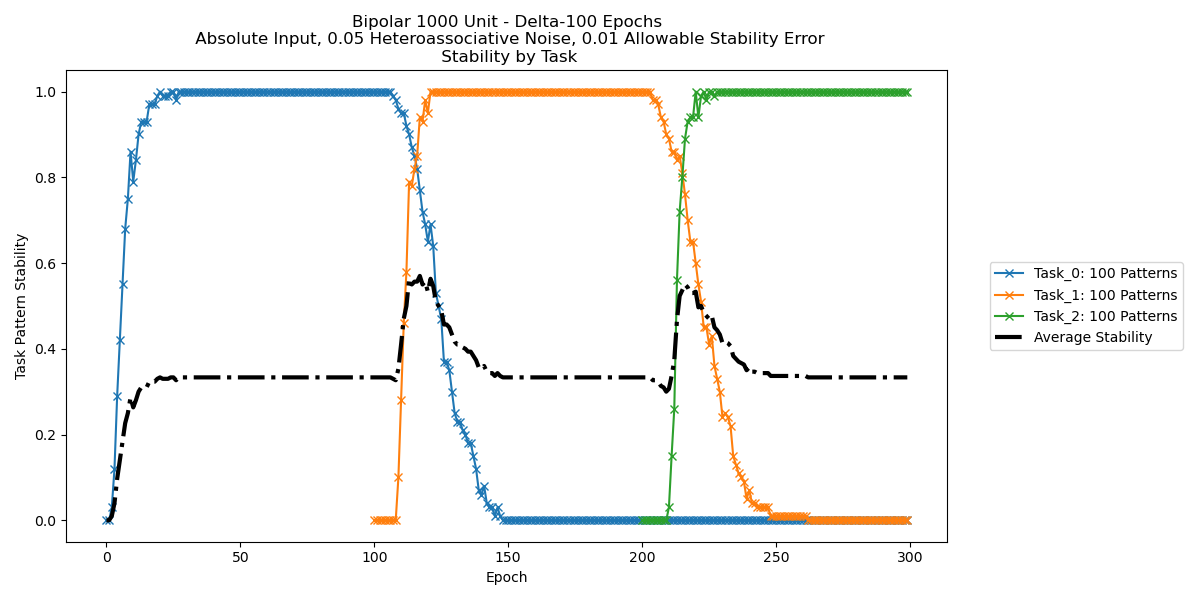 Bipolar 1000 Unit - Delta-100 Epochs
Absolute Input, 0.05 Heteroassociative Noise, 0.01 Allowable Stability Error
Stability by Task
Task Pattern Stability
1.0
0.8
0.6
0.4
0.2
0.0
0 50 100 150 200 250 300
Epoch
Task_0: 100 Patterns
Task_1: 100 Patterns
Task_2: 100 Patterns
Average Stability